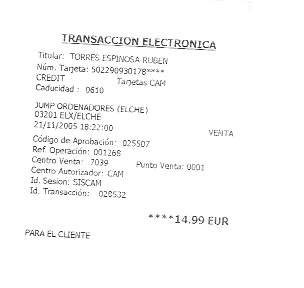 TRANSACCION ELECTRONICA
Titular: TORRES ESPINOSA RUBEN
Núm. Tarjeta: 502290930178****
CREDIT Tarjetas CAM
Caducidad : 0610
JUMP ORDENADORES (ELCHE)
03201 ELX/ELCHE
21/11/2005 18:22:00 VENTA
Código de Aprobación: 025507
Ref. Operación: 001268
Centro Venta: 7039 Punto Venta: 0001
Centro Autorizador: CAM
Id. Sesion: SISCAM
Id. Transacción: 028532
****14.99 EUR
PARA EL CLIENTE